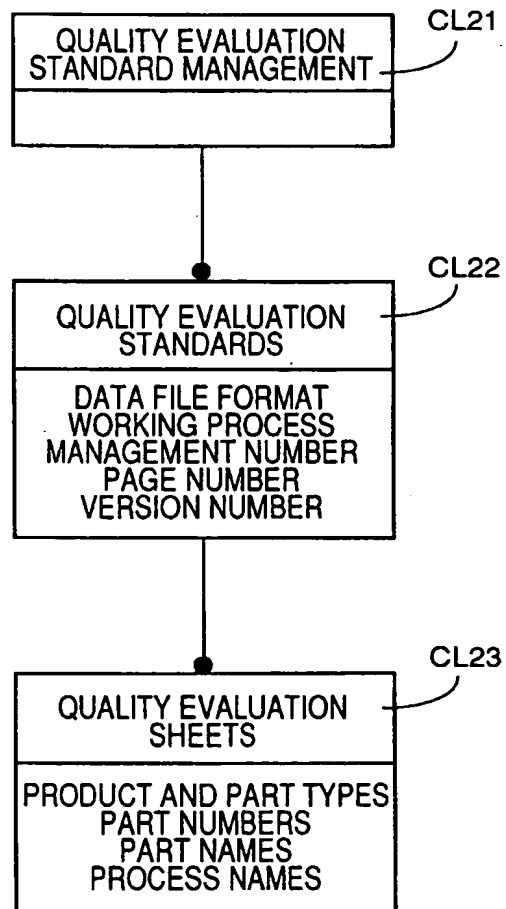 CL21
QUALITY EVALUATION
STANDARD MANAGEMENT
CL22
QUALITY EVALUATION
STANDARDS
DATA FILE FORMAT
WORKING PROCESS
MANAGEMENT NUMBER
PAGE NUMBER
VERSION NUMBER
CL23
QUALITY EVALUATION
SHEETS
PRODUCT AND PART TYPES
PART NUMBERS
PART NAMES
PROCESS NAMES